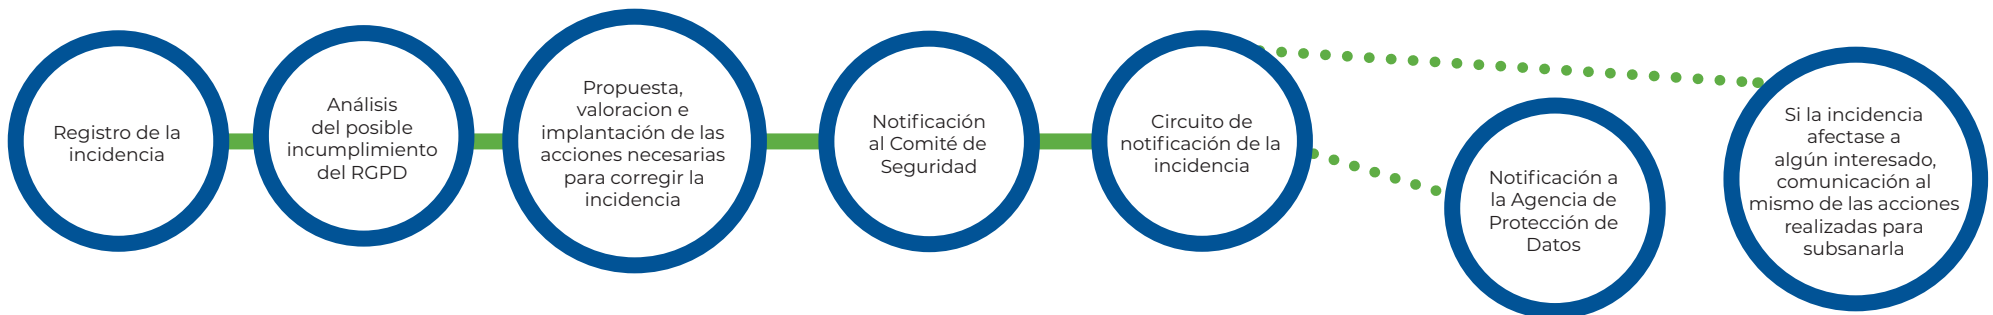 Registro de la
incidencia
Análisis
del posible
incumplimiento
del RGPD
Propuesta,
valoracion e
implantación de las
acciones necesarias
para corregir la
incidencia
Notificación
al Comité de
Seguridad
Circuito de
notificación de la
incidencia
Notificación a
la Agencia de
Protección de
Datos
Si la incidencia
afectase a
algún interesado,
comunicación al
mismo de las acciones
realizadas para
subsanarla